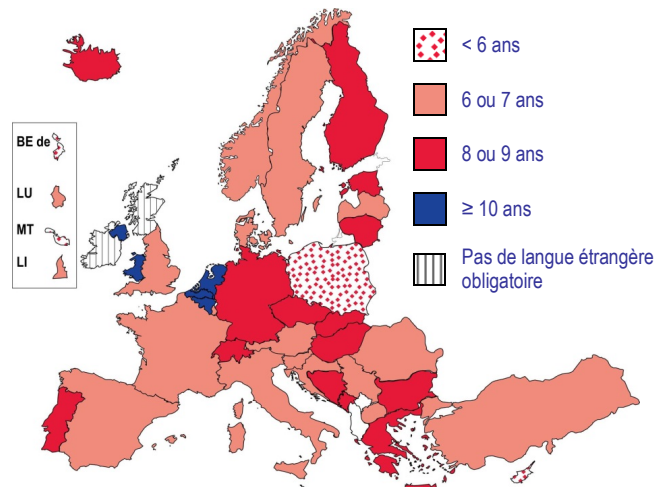 < 6 ans
6 ou 7 ans
8 ou 9 ans
≥ 10 ans
Pas de langue étrangère
obligatoire
BE de
LU
MT
LI